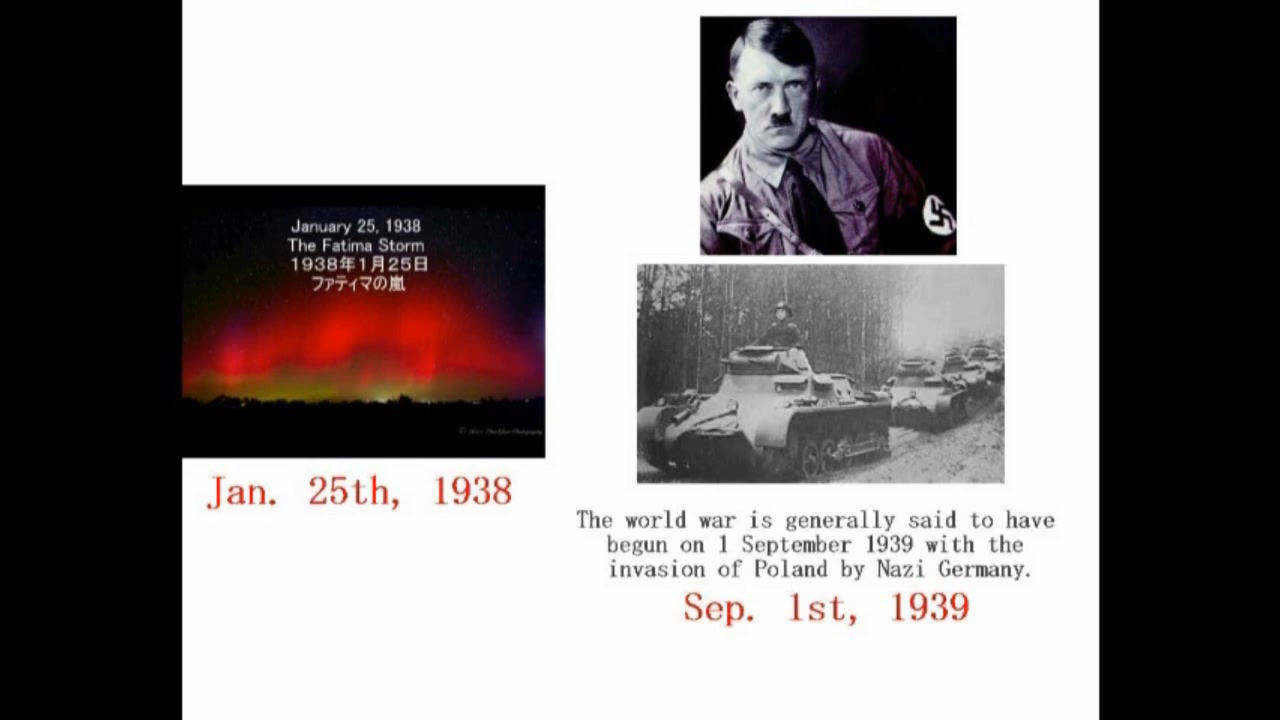 January 25, 1938
The Fatima Storm
1938年1月25日
ファティマの嵐
Jan. 25th, 1938
The world war is generally said to have
begun on 1 September 1939 with the
invasion of Poland by Nazi Germany.
Sep. 1st, 1939